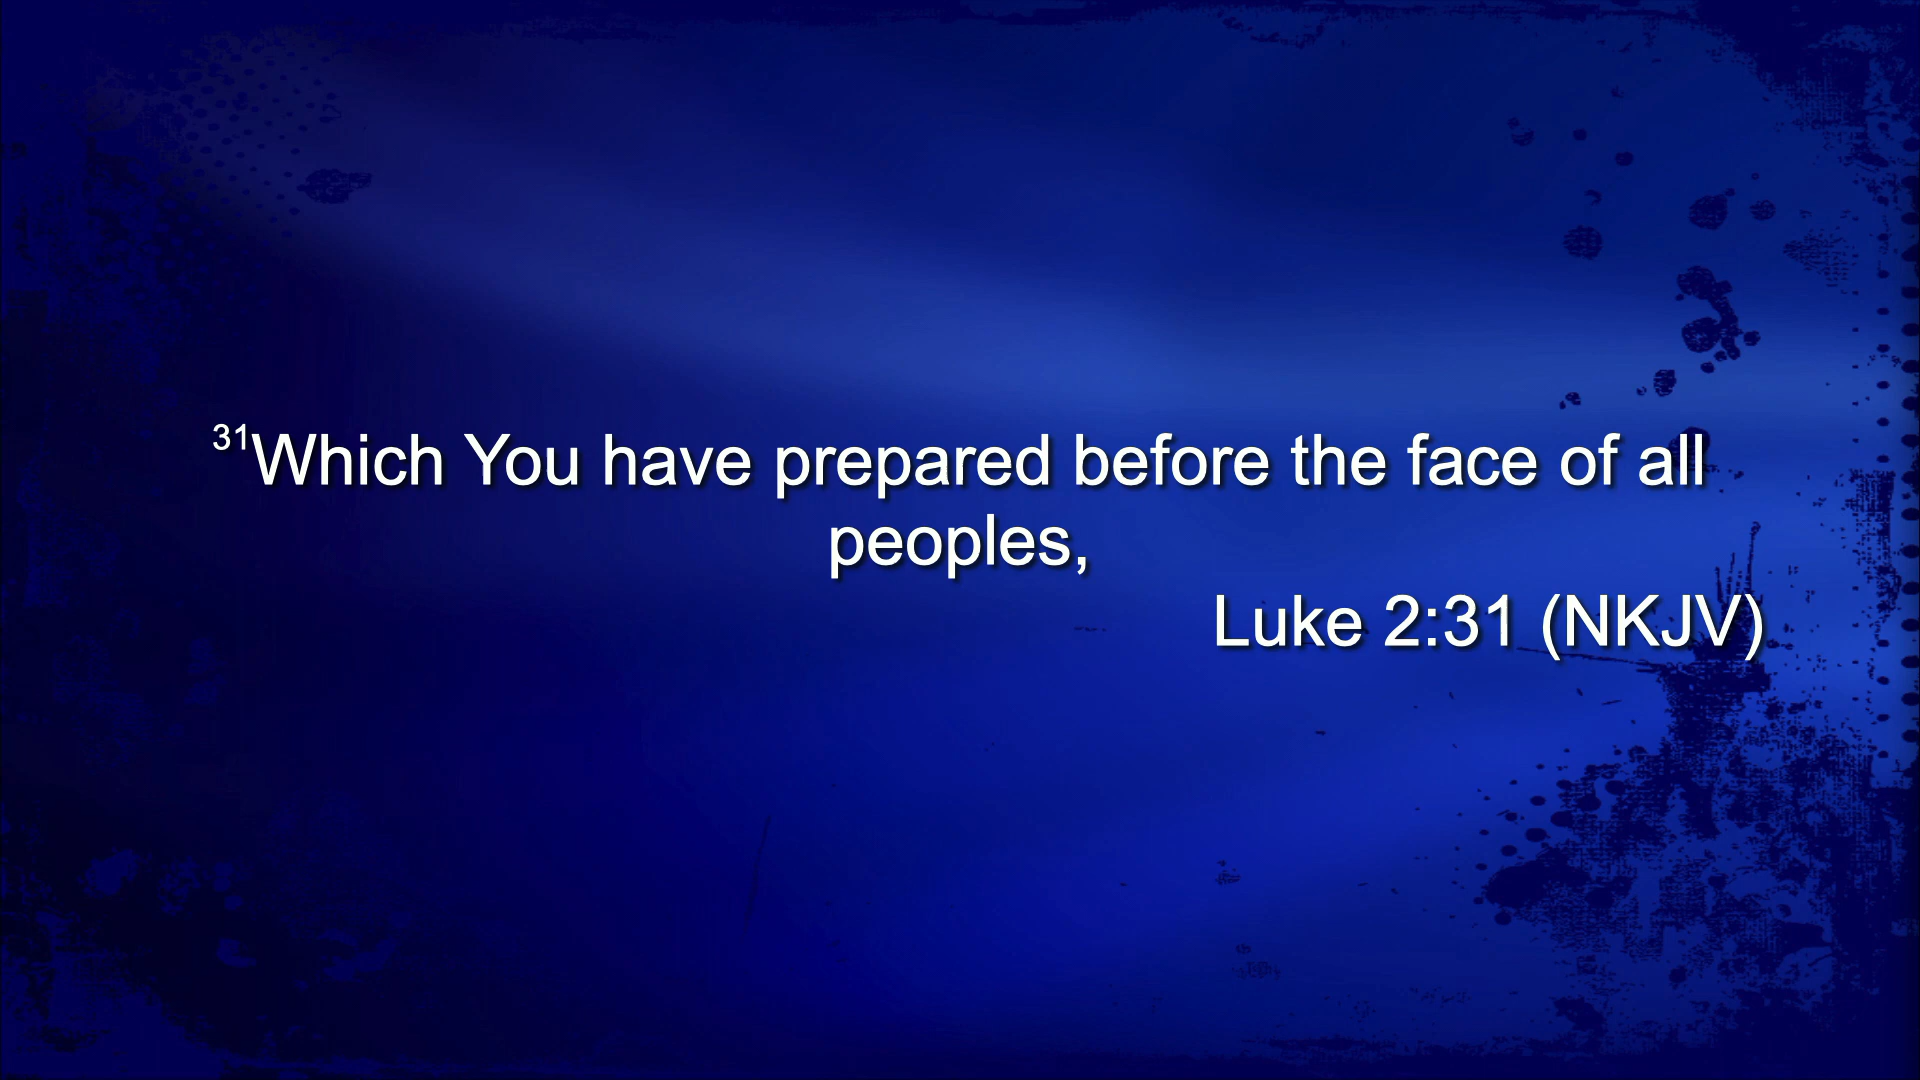 31Which You have prepared before the face of all
peoples,
Luke 2:31 (NKJV)